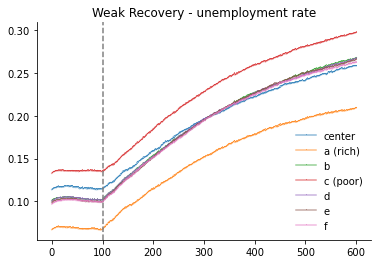 Weak Recovery - unemployment rate
0.30
0.25
0.20
0.15
0.10
0 100 200 300 400 500 600
center
a (rich)
b
c (poor)
d
e
f